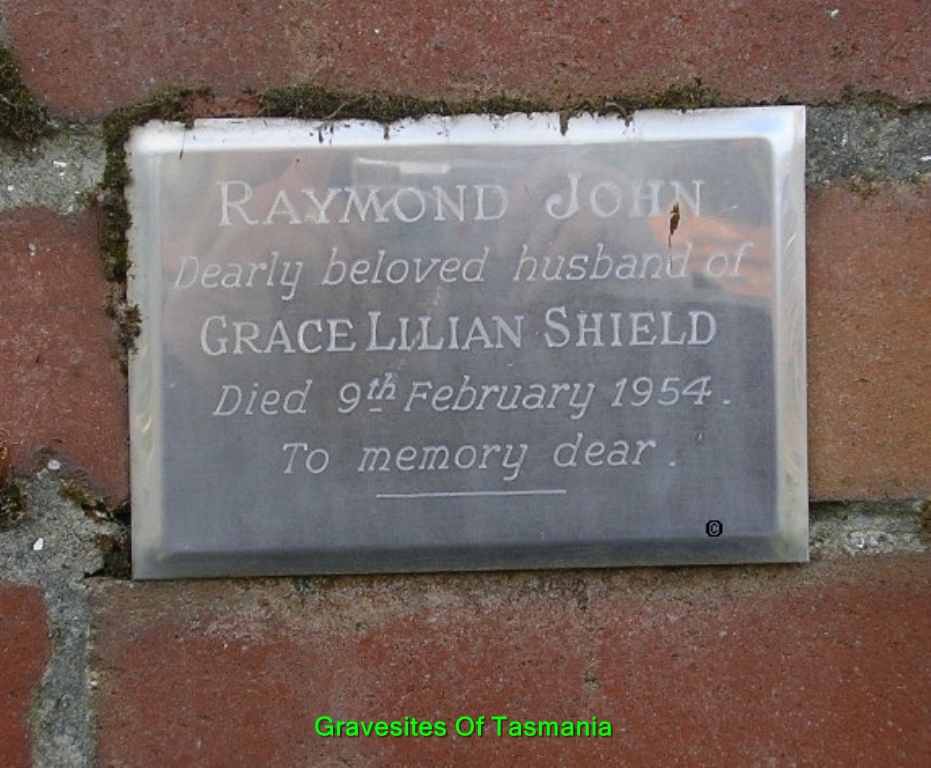 RAYMOND JOHN
Dearly beloved husband of
GRACE LILIAN SHIELD
Died 9th February 1954.
To memory dear.
©
Gravesites Of Tasmania